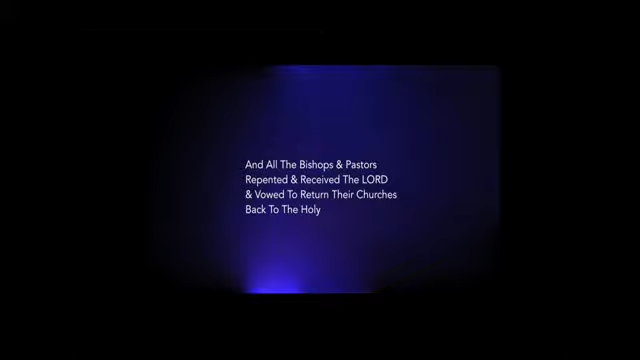 And All The Bishops & Pastors
Repented & Received The LORD
& Vowed To Return Their Churches
Back To The Holy